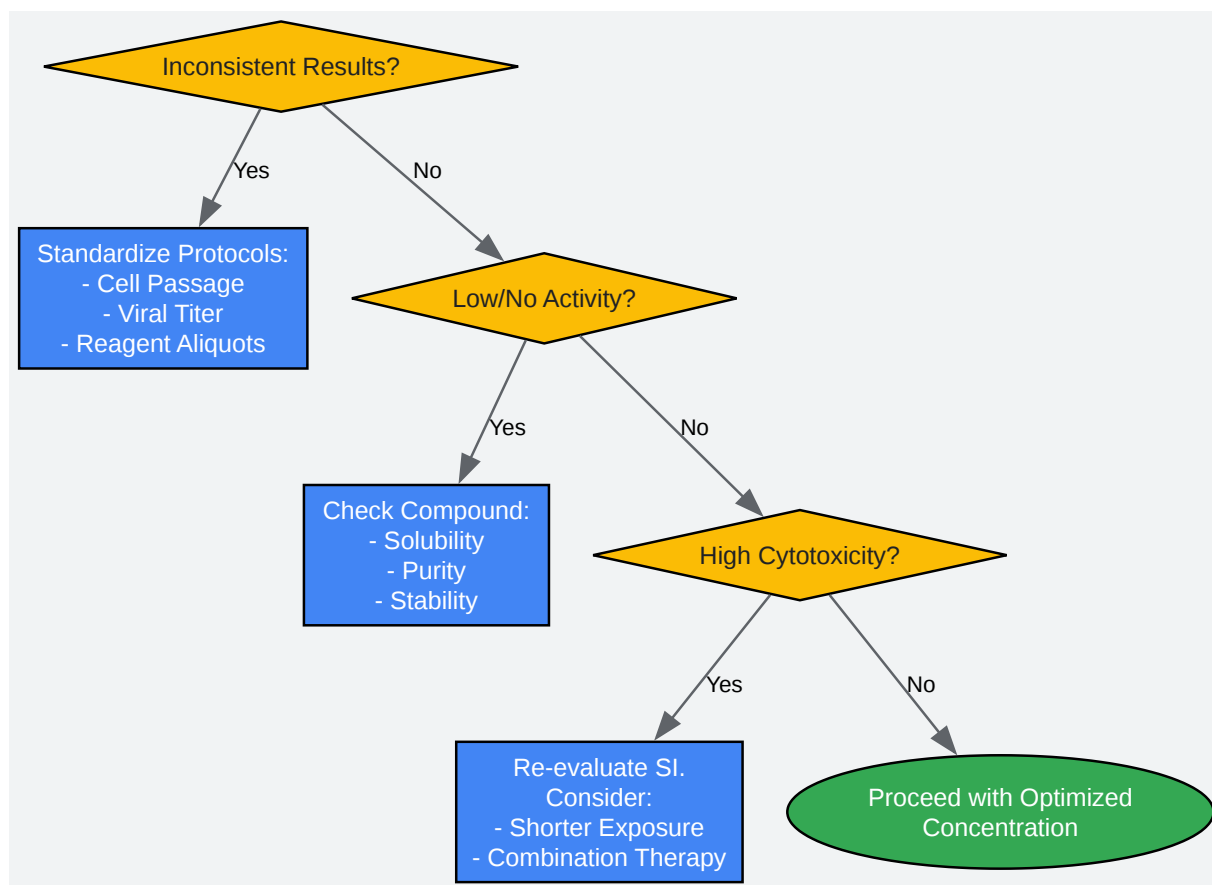 Inconsistent Results?
Yes
No
Standardize Protocols:
- Cell Passage
- Viral Titer
- Reagent Aliquots
Low/No Activity?
Yes
No
Check Compound:
- Solubility
- Purity
- Stability
High Cytotoxicity?
Yes
No
Re-evaluate SI.
Consider:
- Shorter Exposure
- Combination Therapy
Proceed with Optimized
Concentration